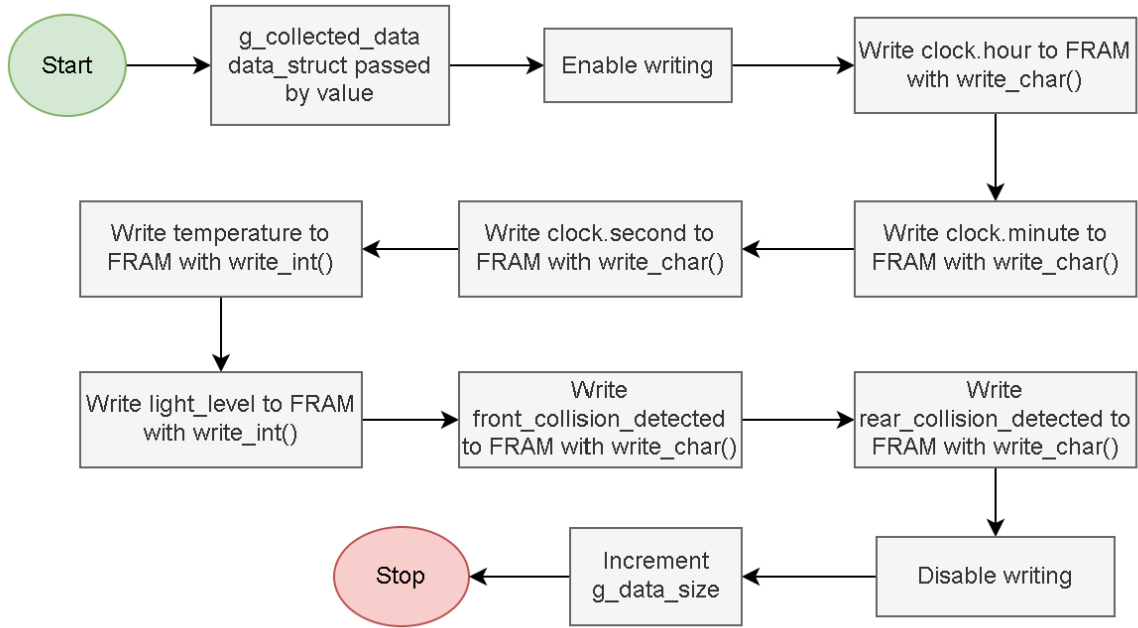 Start
g_collected_data
data_struct passed
by value
Enable writing
Write clock.hour to FRAM
with write_char()
Write clock.minute to
FRAM with write_char()
Write clock.second to
FRAM with write_char()
Write temperature to
FRAM with write_int()
Write light_level to FRAM
with write_int()
Write
front_collision_detected
to FRAM with write_char()
Write
rear_collision_detected to
FRAM with write_char()
Disable writing
Increment
g_data_size
Stop